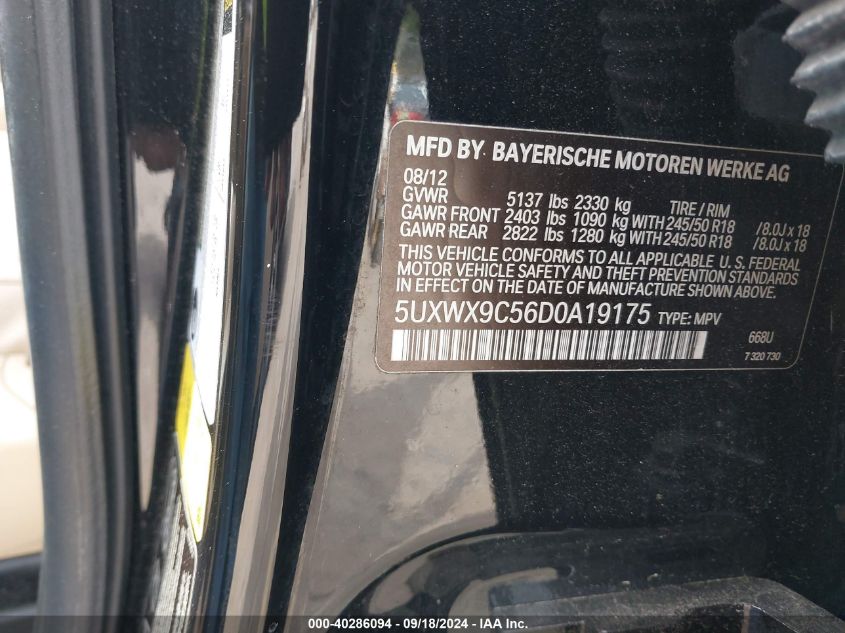 MFD BY BAYERISCHE MOTOREN WERKE AG
08/12
GVWR 5137 lbs 2330 kg TIRE / RIM
GAWR FRONT 2403 lbs 1090 kg WITH 245/50 R18 / 8.0J x 18
GAWR REAR 2822 lbs 1280 kg WITH 245/50 R18 / 8.0J x 18
THIS VEHICLE CONFORMS TO ALL APPLICABLE U. S. FEDERAL
MOTOR VEHICLE SAFETY AND THEFT PREVENTION STANDARDS
IN EFFECT ON THE DATE OF MANUFACTURE SHOWN ABOVE.
5UXWX9C56D0A19175 TYPE: MPV
668U
7 320 730
000-40286094 - 09/18/2024 - IAAI.COM